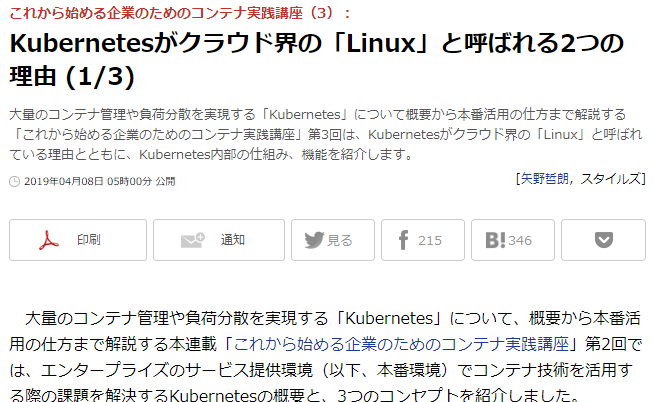 これから始める企業のためのコンテナ実践講座（3）：
Kubernetesがクラウド界の「Linux」と呼ばれる2つの
理由 (1/3)
大量のコンテナ管理や負荷分散を実現する「Kubernetes」について概要から本番活用の仕方まで解説する
「これから始める企業のためのコンテナ実践講座」第3回は、Kubernetesがクラウド界の「Linux」と呼ばれ
ている理由とともに、Kubernetes内部の仕組み、機能を紹介します。
2019年04月08日 05時00分 公開
[矢野哲朗，スタイルズ]
印刷
通知
見る
215
B! 346
大量のコンテナ管理や負荷分散を実現する「Kubernetes」について、概要から本番活
用の仕方まで解説する本連載「これから始める企業のためのコンテナ実践講座」第2回で
は、エンタープライズのサービス提供環境（以下、本番環境）でコンテナ技術を活用す
る際の課題を解決するKubernetesの概要と、3つのコンセプトを紹介しました。